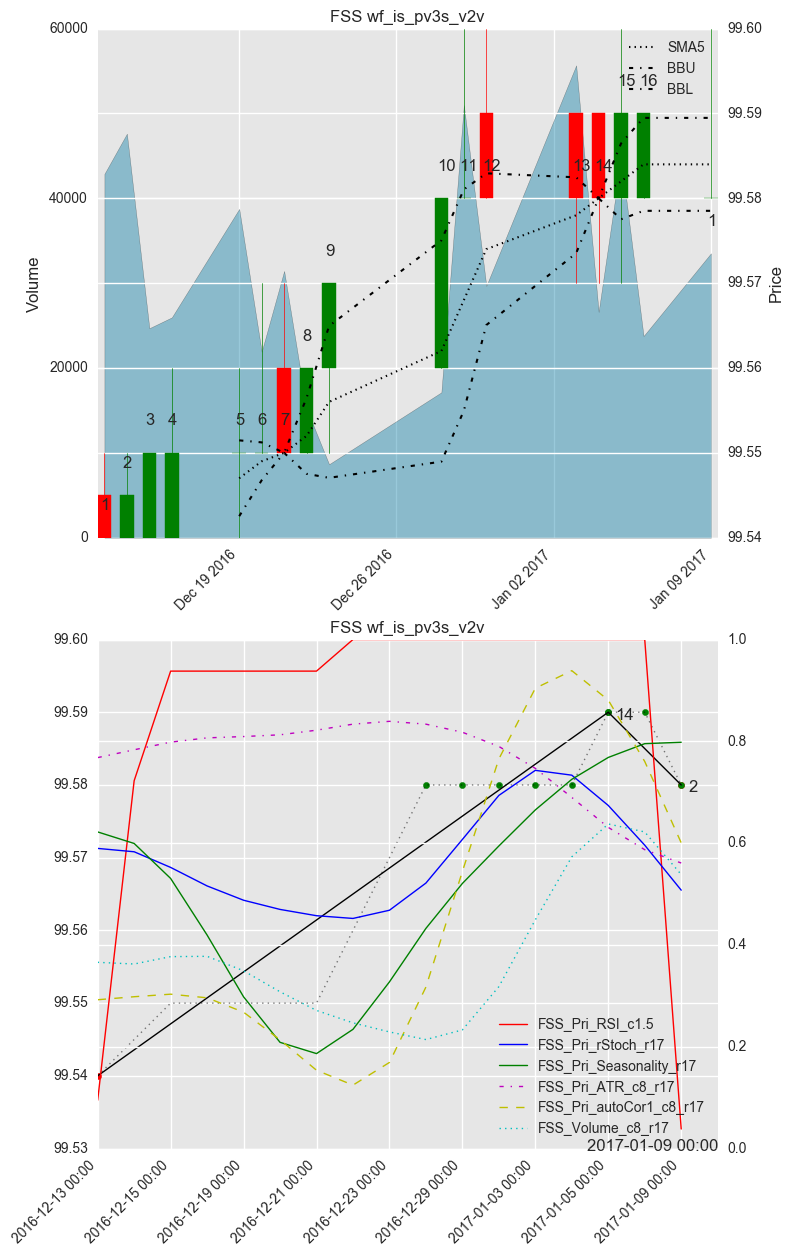 FSS wf_is_pv3s_v2v
60000
99.60
SMA5
BBU
BBL
15 16
99.59
10 11 12
13 14
40000
99.58
1
9
Volume
99.57
Price
8
20000
99.56
3 4
5 6 7
99.55
2
1
0
99.54
Dec 19 2016
Dec 26 2016
Jan 02 2017
Jan 09 2017
FSS wf_is_pv3s_v2v
99.60
1.0
99.59
14
0.8
99.58
2
99.57
0.6
99.56
0.4
99.55
FSS_Pri_RSI_c1.5
FSS_Pri_rStoch_r17
0.2
FSS_Pri_Seasonality_r17
99.54
FSS_Pri_ATR_c8_r17
FSS_Pri_autoCor1_c8_r17
FSS_Volume_c8_r17
99.53
2017-01-09 00:00
0.0
2016-12-13 00:00
2016-12-15 00:00
2016-12-19 00:00
2016-12-21 00:00
2016-12-23 00:00
2016-12-29 00:00
2017-01-03 00:00
2017-01-05 00:00
2017-01-09 00:00